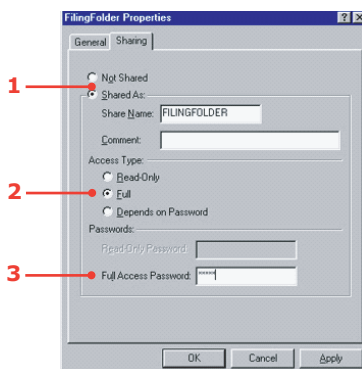 FilingFolder Properties
General Sharing
1
Not Shared
Shared As:
Share Name: FILINGFOLDER
Comment:
Access Type:
2
Read-Only
Full
Depends on Password
Passwords:
Read-Only Password:
3
Full Access Password: *****
OK Cancel Apply